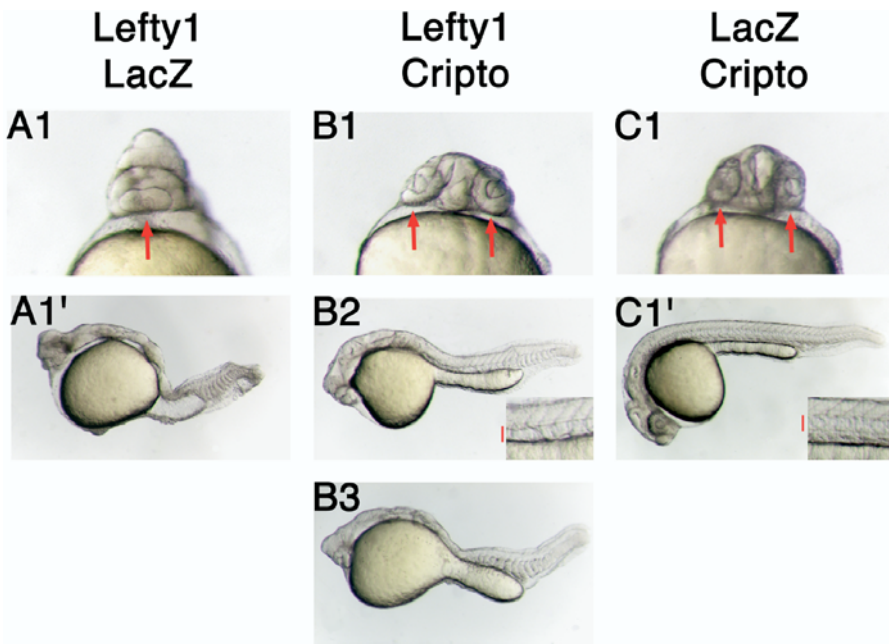 Lefty1
LacZ
Lefty1
Cripto
LacZ
Cripto
A1
B1
C1
A1'
B2
C1'
B3